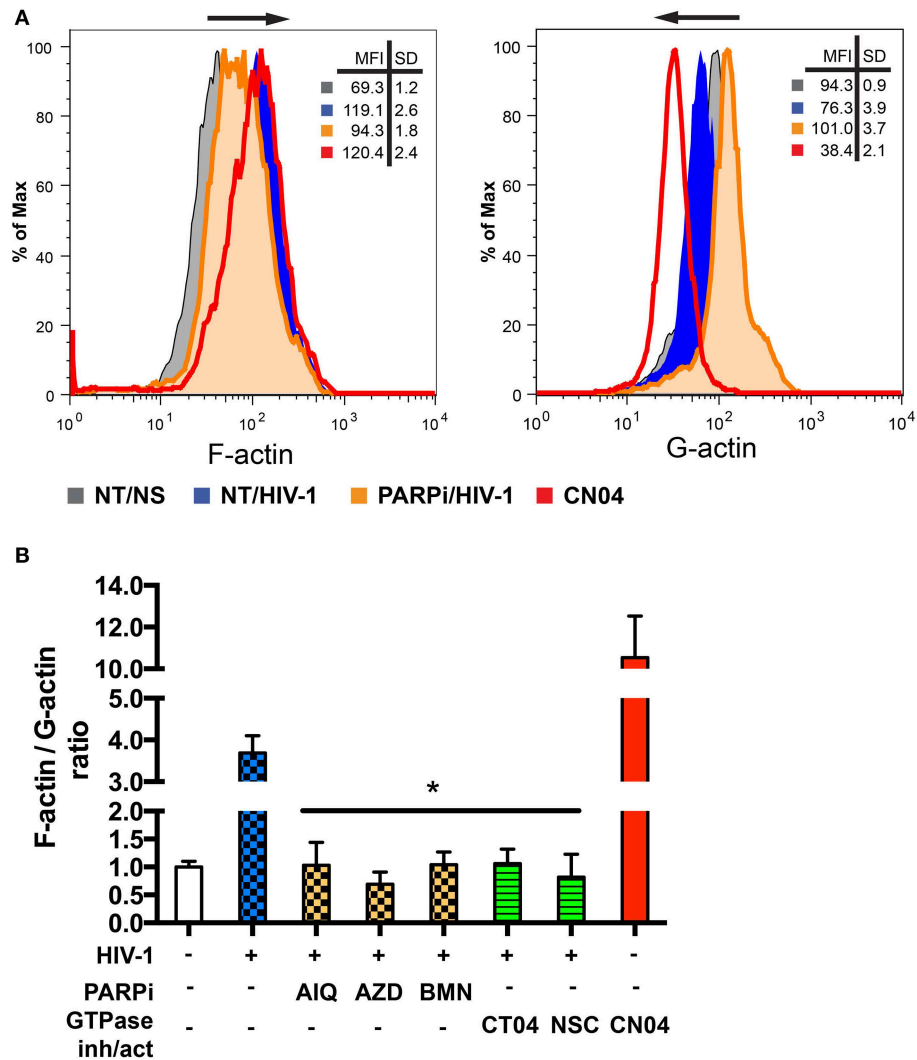 A
% of Max
100
80
60
40
20
0
10^0 10^1 10^2 10^3 10^4
F-actin
MFI SD
69.3 1.2
119.1 2.6
94.3 1.8
120.4 2.4
% of Max
100
80
60
40
20
0
10^0 10^1 10^2 10^3 10^4
G-actin
MFI SD
94.3 0.9
76.3 3.9
101.0 3.7
38.4 2.1
NT/NS NT/HIV-1 PARPi/HIV-1 CN04
B
F-actin / G-actin
ratio
14.0
12.0
10.0
5.0
4.0
3.0
2.0
1.5
1.0
0.5
0.0
*
HIV-1 - + + + + + + -
PARPi - - AIQ AZD BMN - - -
GTPase
inh/act - - - - - CT04 NSC CN04